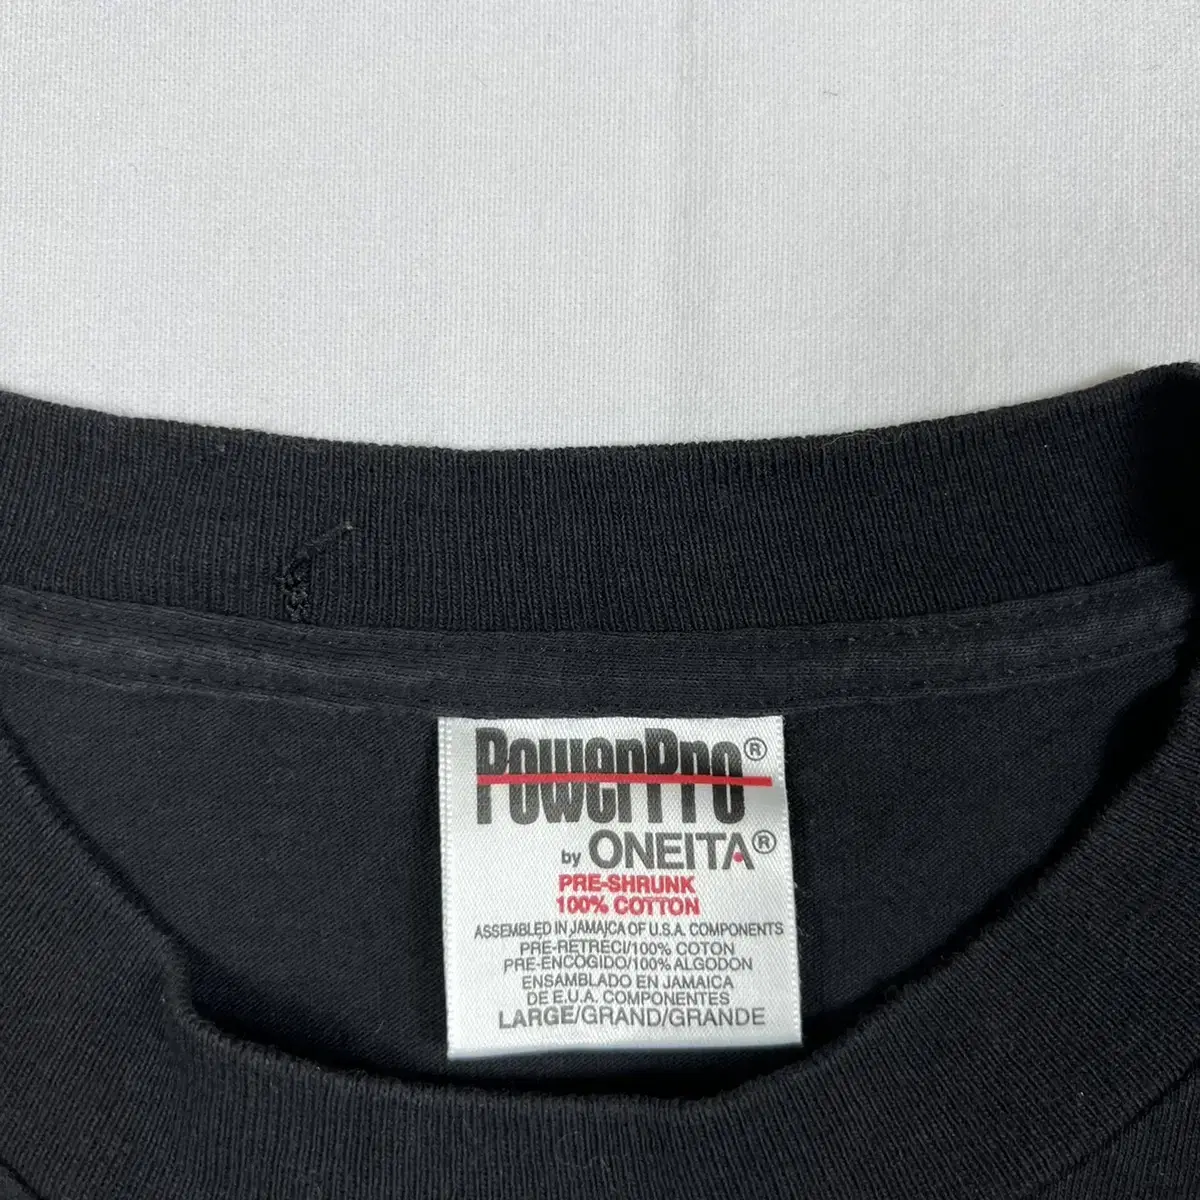 PowerPro®
by ONEITA®
PRE-SHRUNK
100% COTTON
ASSEMBLED IN JAMAICA OF U.S.A. COMPONENTS
PRE-RETRECI/100% COTON
PRE-ENCOGIDO/100% ALGODON
ENSAMBLADO EN JAMAICA
DE E.U.A. COMPONENTES
LARGE/GRAND/GRANDE